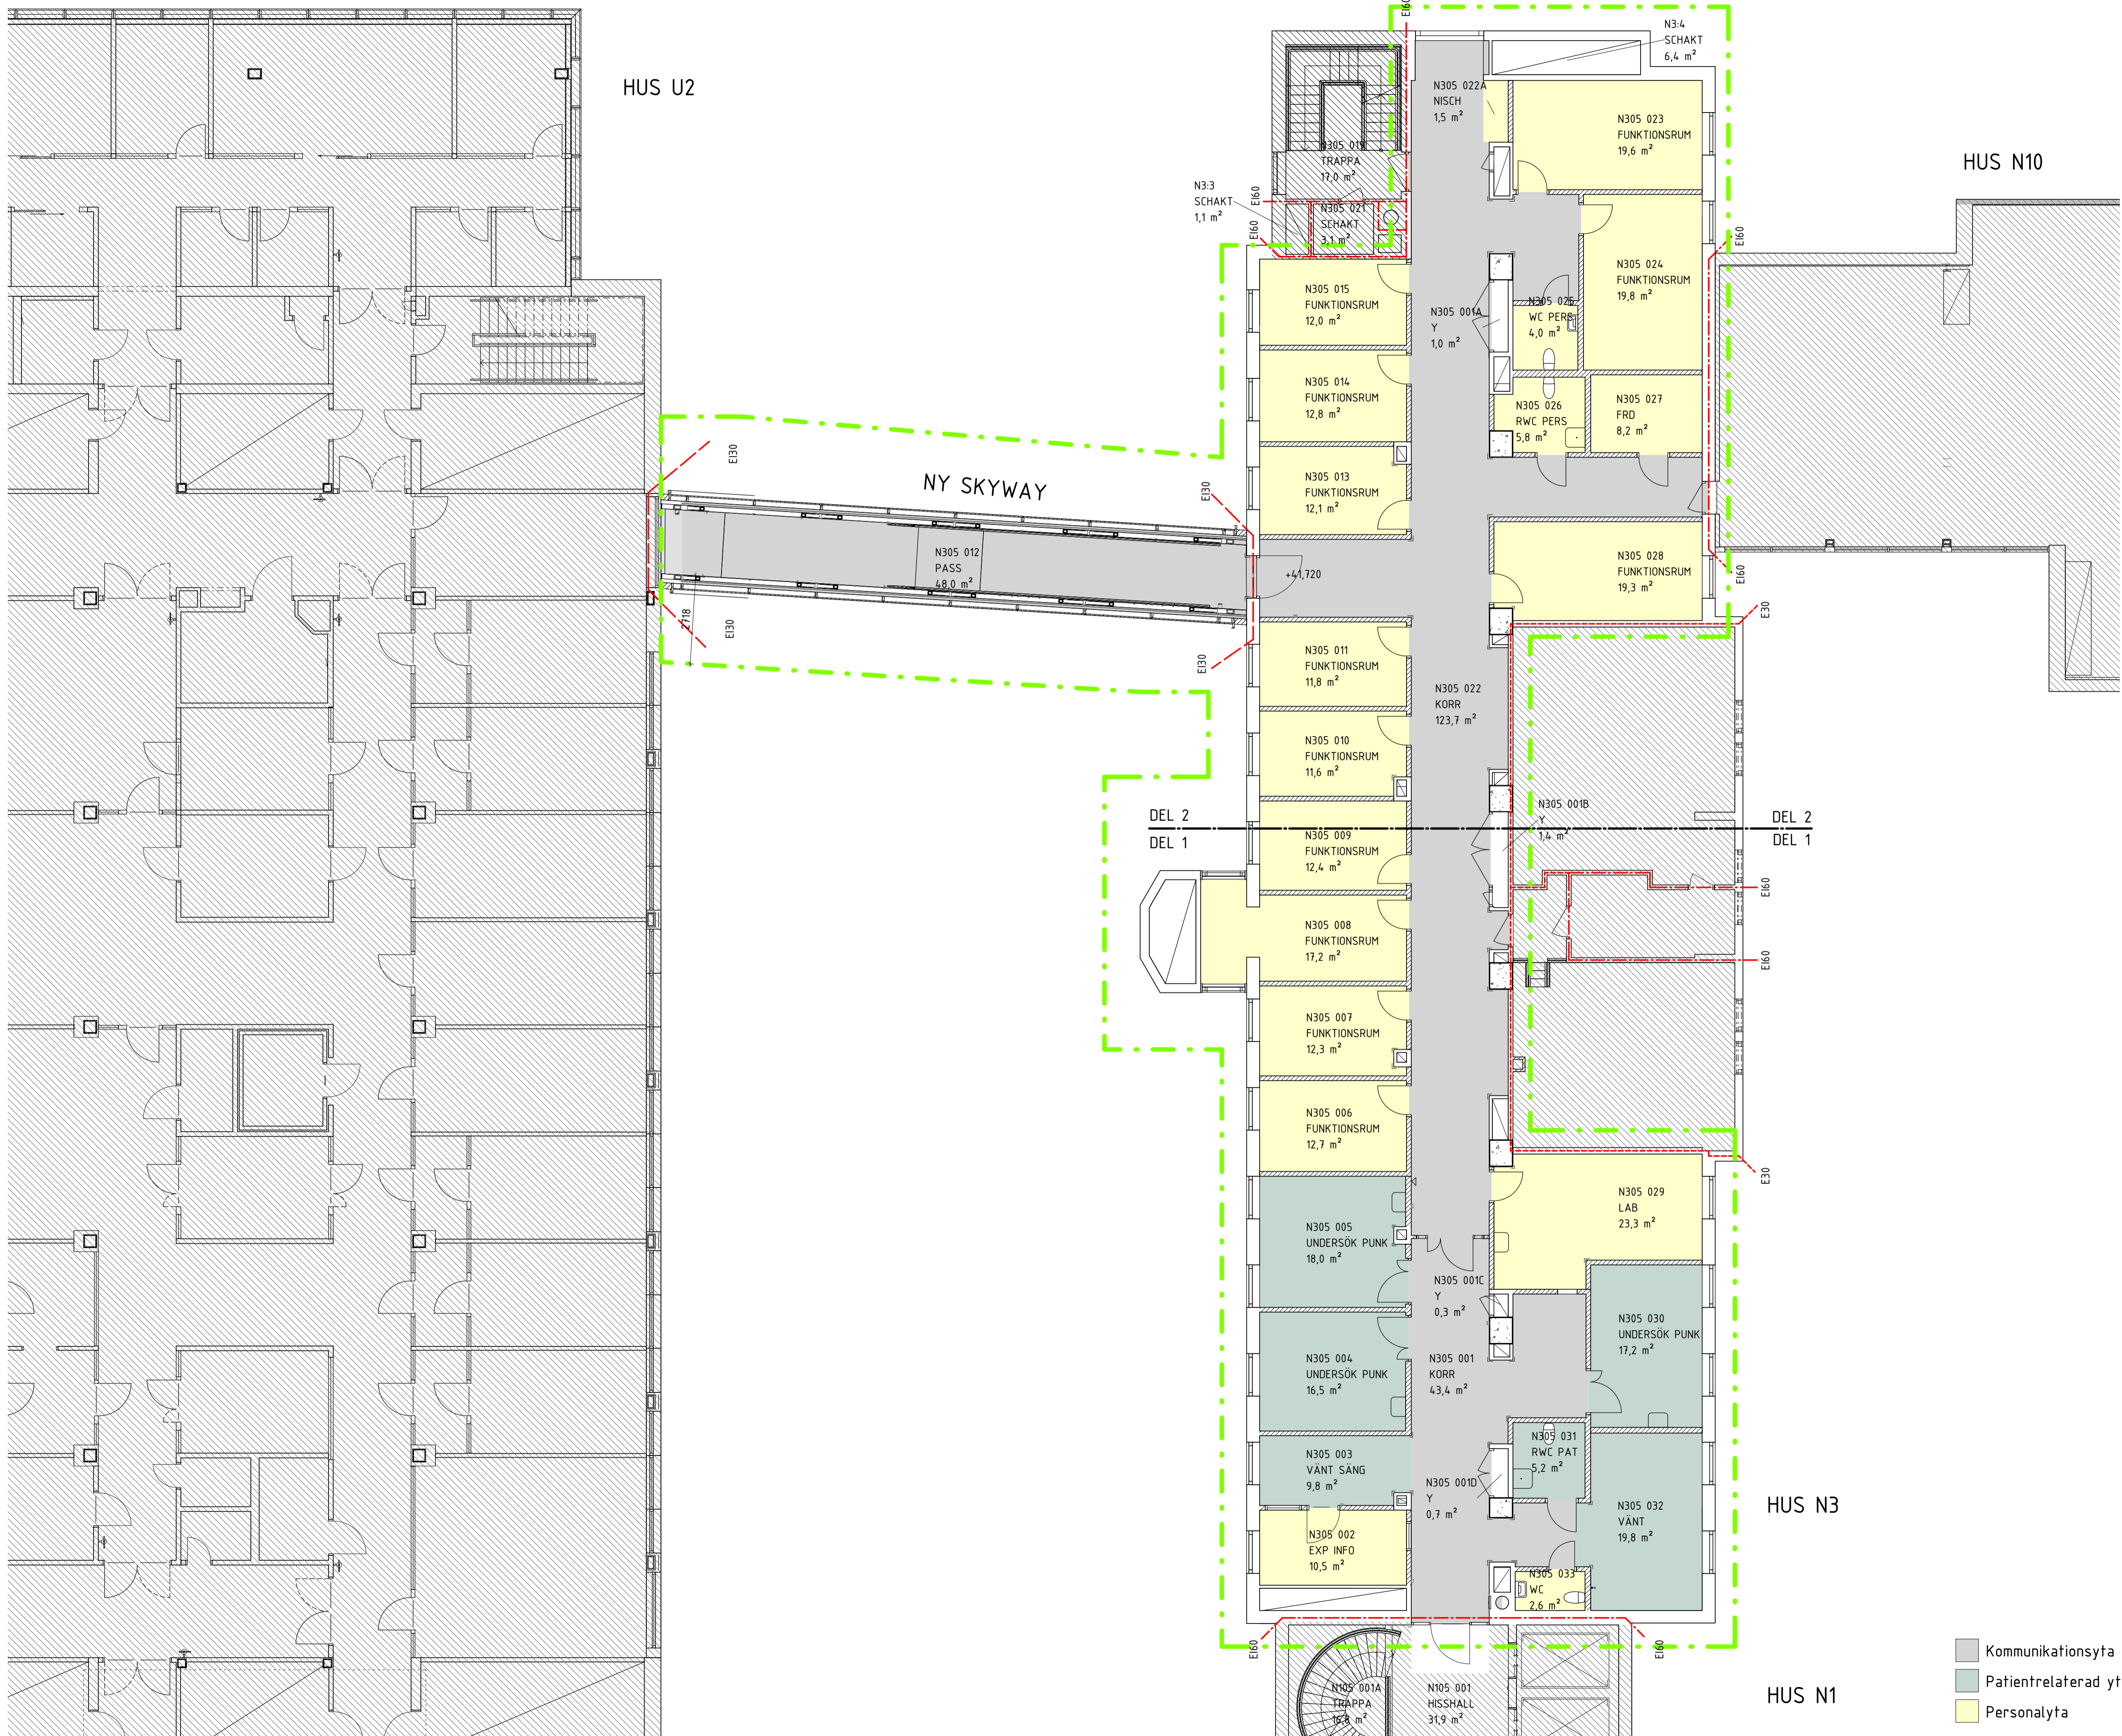 HUS U2
EI60
N3:4
SCHAKT
6,4 m²
N305 022A
NISCH
1,5 m²
N305 023
FUNKTIONSRUM
19,6 m²
HUS N10
TRAPPA
17,0 m²
N3:3
SCHAKT
1,1 m²
EI60
EI60
N305 021
SCHAKT
3,1 m²
EI60
N305 024
FUNKTIONSRUM
19,8 m²
N305 015
FUNKTIONSRUM
12,0 m²
N305 001A
Y
1,0 m²
N305 025
WC PERS
4,0 m²
N305 014
FUNKTIONSRUM
12,8 m²
N305 026
RWC PERS
5,8 m²
N305 027
FRD
8,2 m²
EI30
NY SKYWAY
EI30
N305 013
FUNKTIONSRUM
12,1 m²
N305 012
PASS
48,0 m²
+41,720
N305 028
FUNKTIONSRUM
19,3 m²
EI60
2718
EI30
EI30
E30
N305 011
FUNKTIONSRUM
11,8 m²
N305 022
KORR
123,7 m²
N305 010
FUNKTIONSRUM
11,6 m²
N305 001B
Y
1,4 m²
DEL 2
DEL 1
DEL 2
DEL 1
N305 009
FUNKTIONSRUM
12,4 m²
EI60
N305 008
FUNKTIONSRUM
17,2 m²
EI60
N305 007
FUNKTIONSRUM
12,3 m²
N305 006
FUNKTIONSRUM
12,7 m²
E30
N305 029
LAB
23,3 m²
N305 005
UNDERSÖK PUNK
18,0 m²
N305 001C
Y
0,3 m²
N305 030
UNDERSÖK PUNK
17,2 m²
N305 004
UNDERSÖK PUNK
16,5 m²
N305 001
KORR
43,4 m²
N305 031
RWC PAT
5,2 m²
N305 003
VÄNT SÄNG
9,8 m²
N305 001D
Y
0,7 m²
N305 032
VÄNT
19,8 m²
HUS N3
N305 002
EXP INFO
10,5 m²
N305 033
WC
2,6 m²
EI60
EI60
N105 001A
TRAPPA
16,8 m²
N105 001
HISSHALL
31,9 m²
HUS N1
Kommunikationsyta
Patientrelaterad yt
Personalyta